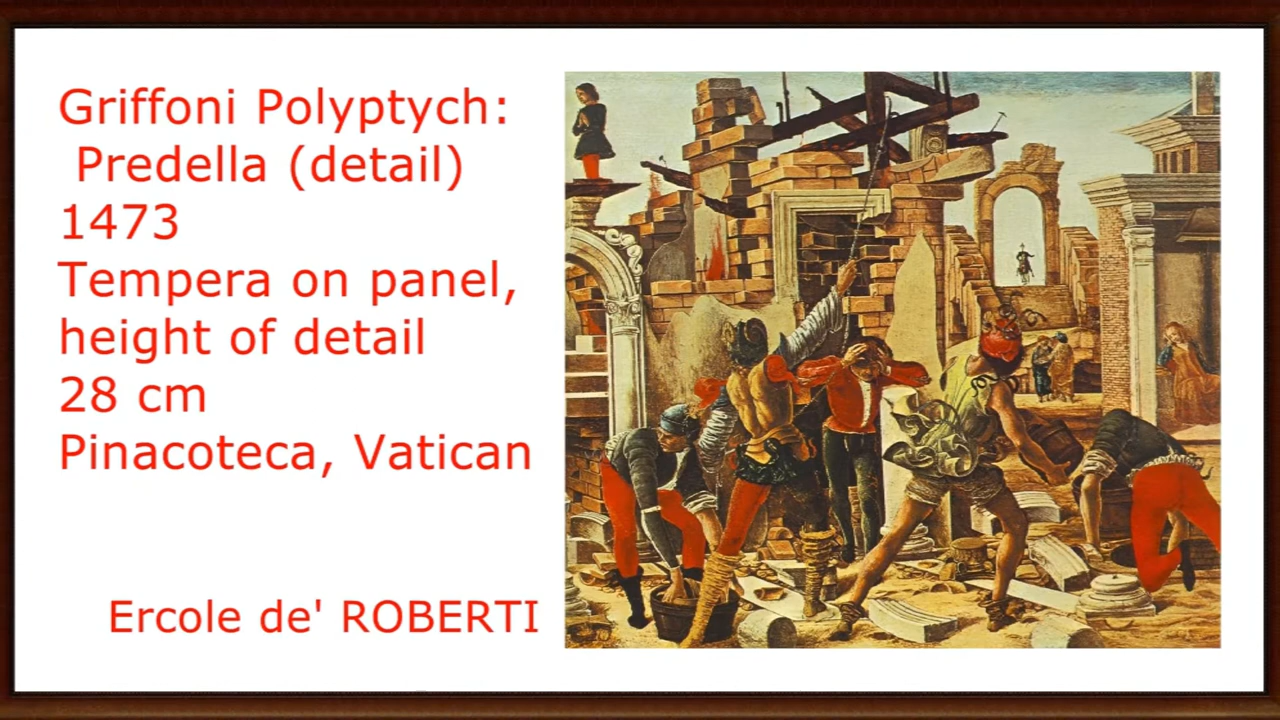 Griffoni Polyptych:
Predella (detail)
1473
Tempera on panel,
height of detail
28 cm
Pinacoteca, Vatican
Ercole de' ROBERTI